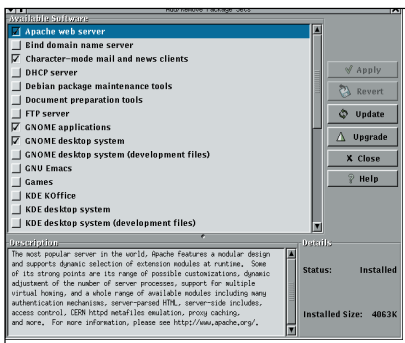 Add/Remove Package Sets
Available Software
Apache web server
Bind domain name server
Character-mode mail and news clients
DHCP server
Debian package maintenance tools
Document preparation tools
FTP server
GNOME applications
GNOME desktop system
GNOME desktop system (development files)
GNU Emacs
Games
KDE KOffice
KDE desktop system
KDE desktop system (development files)
Apply
Revert
Update
Upgrade
X Close
? Help
Description
The most popular server in the world, Apache features a modular design
and supports dynamic selection of extension modules at runtime. Some
of its strong points are its range of possible customizations, dynamic
adjustment of the number of server processes, support for multiple
virtual homing, and a whole range of available modules including many
authentication mechanisms, server-parsed HTML, server-side includes,
access control, CERN httpd metafiles emulation, proxy caching,
and more. For more information, please see http://www.apache.org/.
Details
Status: Installed
Installed Size: 4063K